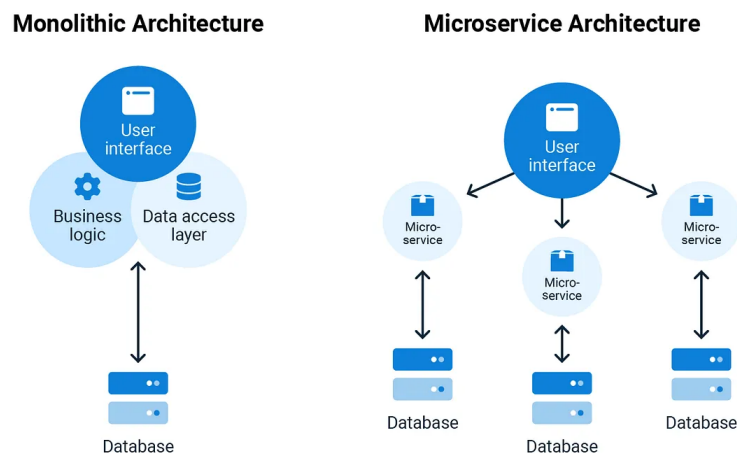 Monolithic Architecture
User
interface
Business
logic
Data access
layer
Database
Microservice Architecture
User
interface
Micro-
service
Micro-
service
Micro-
service
Database
Database
Database